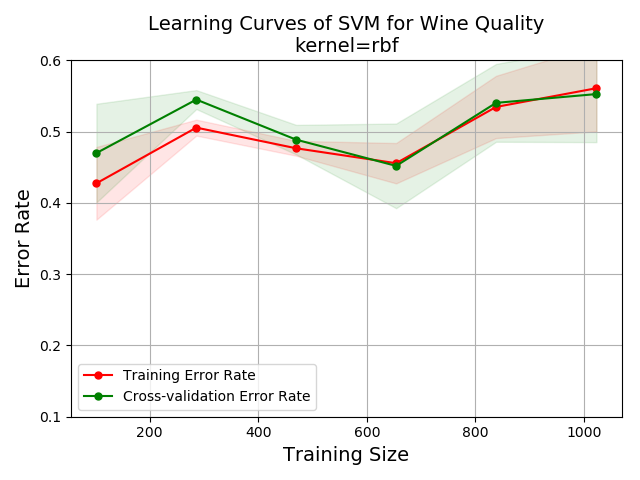 Learning Curves of SVM for Wine Quality
kernel=rbf
Error Rate
0.6
0.5
0.4
0.3
0.2
0.1
Training Error Rate
Cross-validation Error Rate
200
400
600
800
1000
Training Size